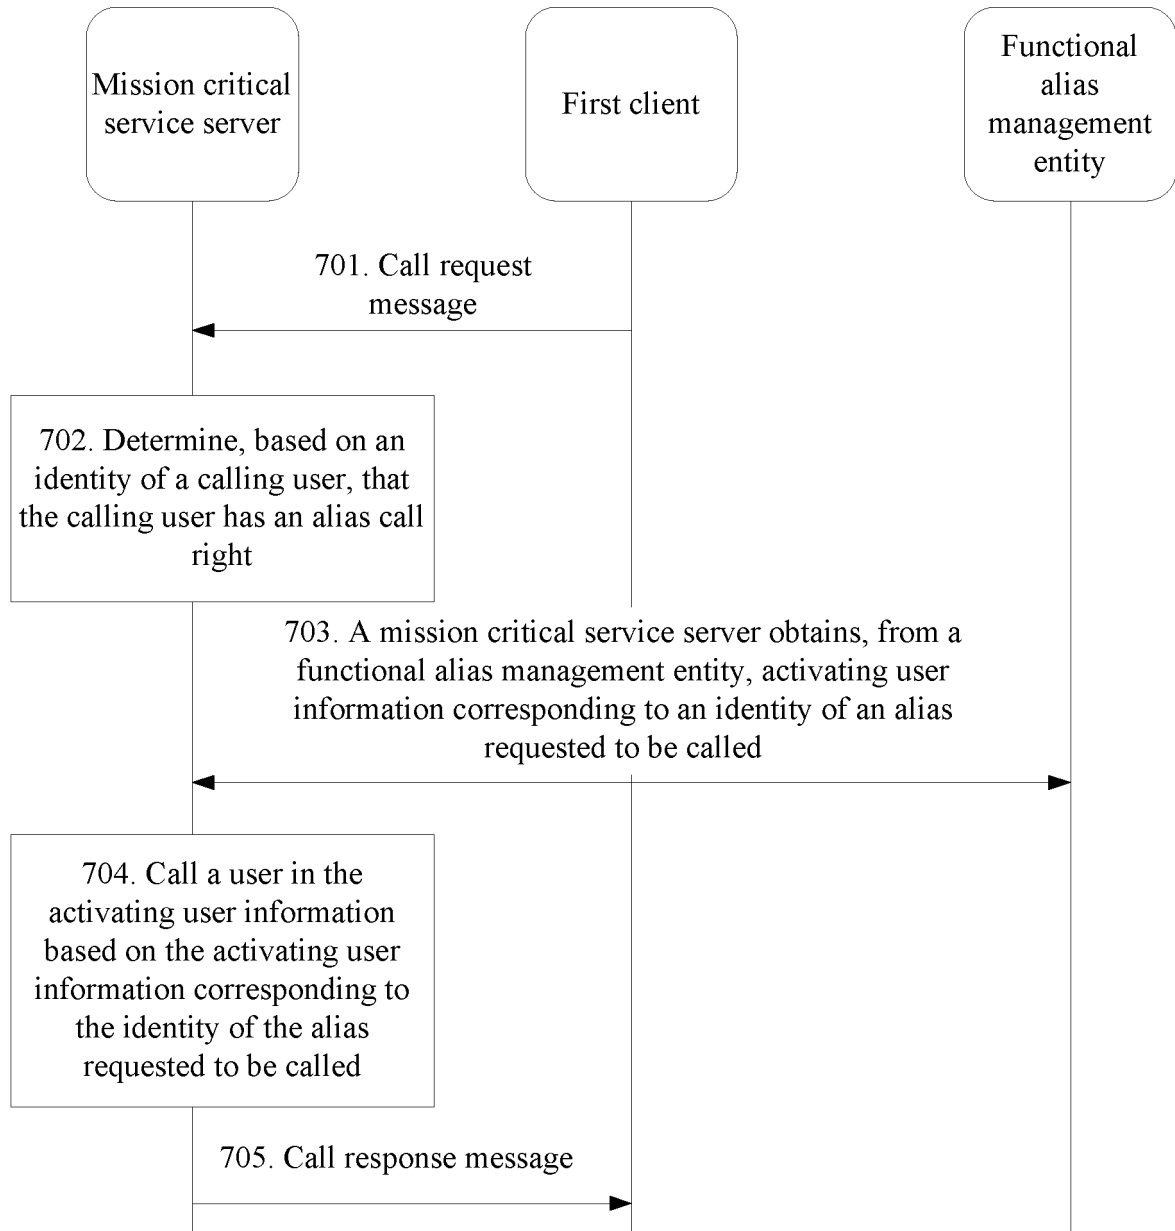 Mission critical
service server
First client
Functional
alias
management
entity
701. Call request
message
702. Determine, based on an
identity of a calling user, that
the calling user has an alias call
right
703. A mission critical service server obtains, from a
functional alias management entity, activating user
information corresponding to an identity of an alias
requested to be called
704. Call a user in the
activating user information
based on the activating user
information corresponding to
the identity of the alias
requested to be called
705. Call response message